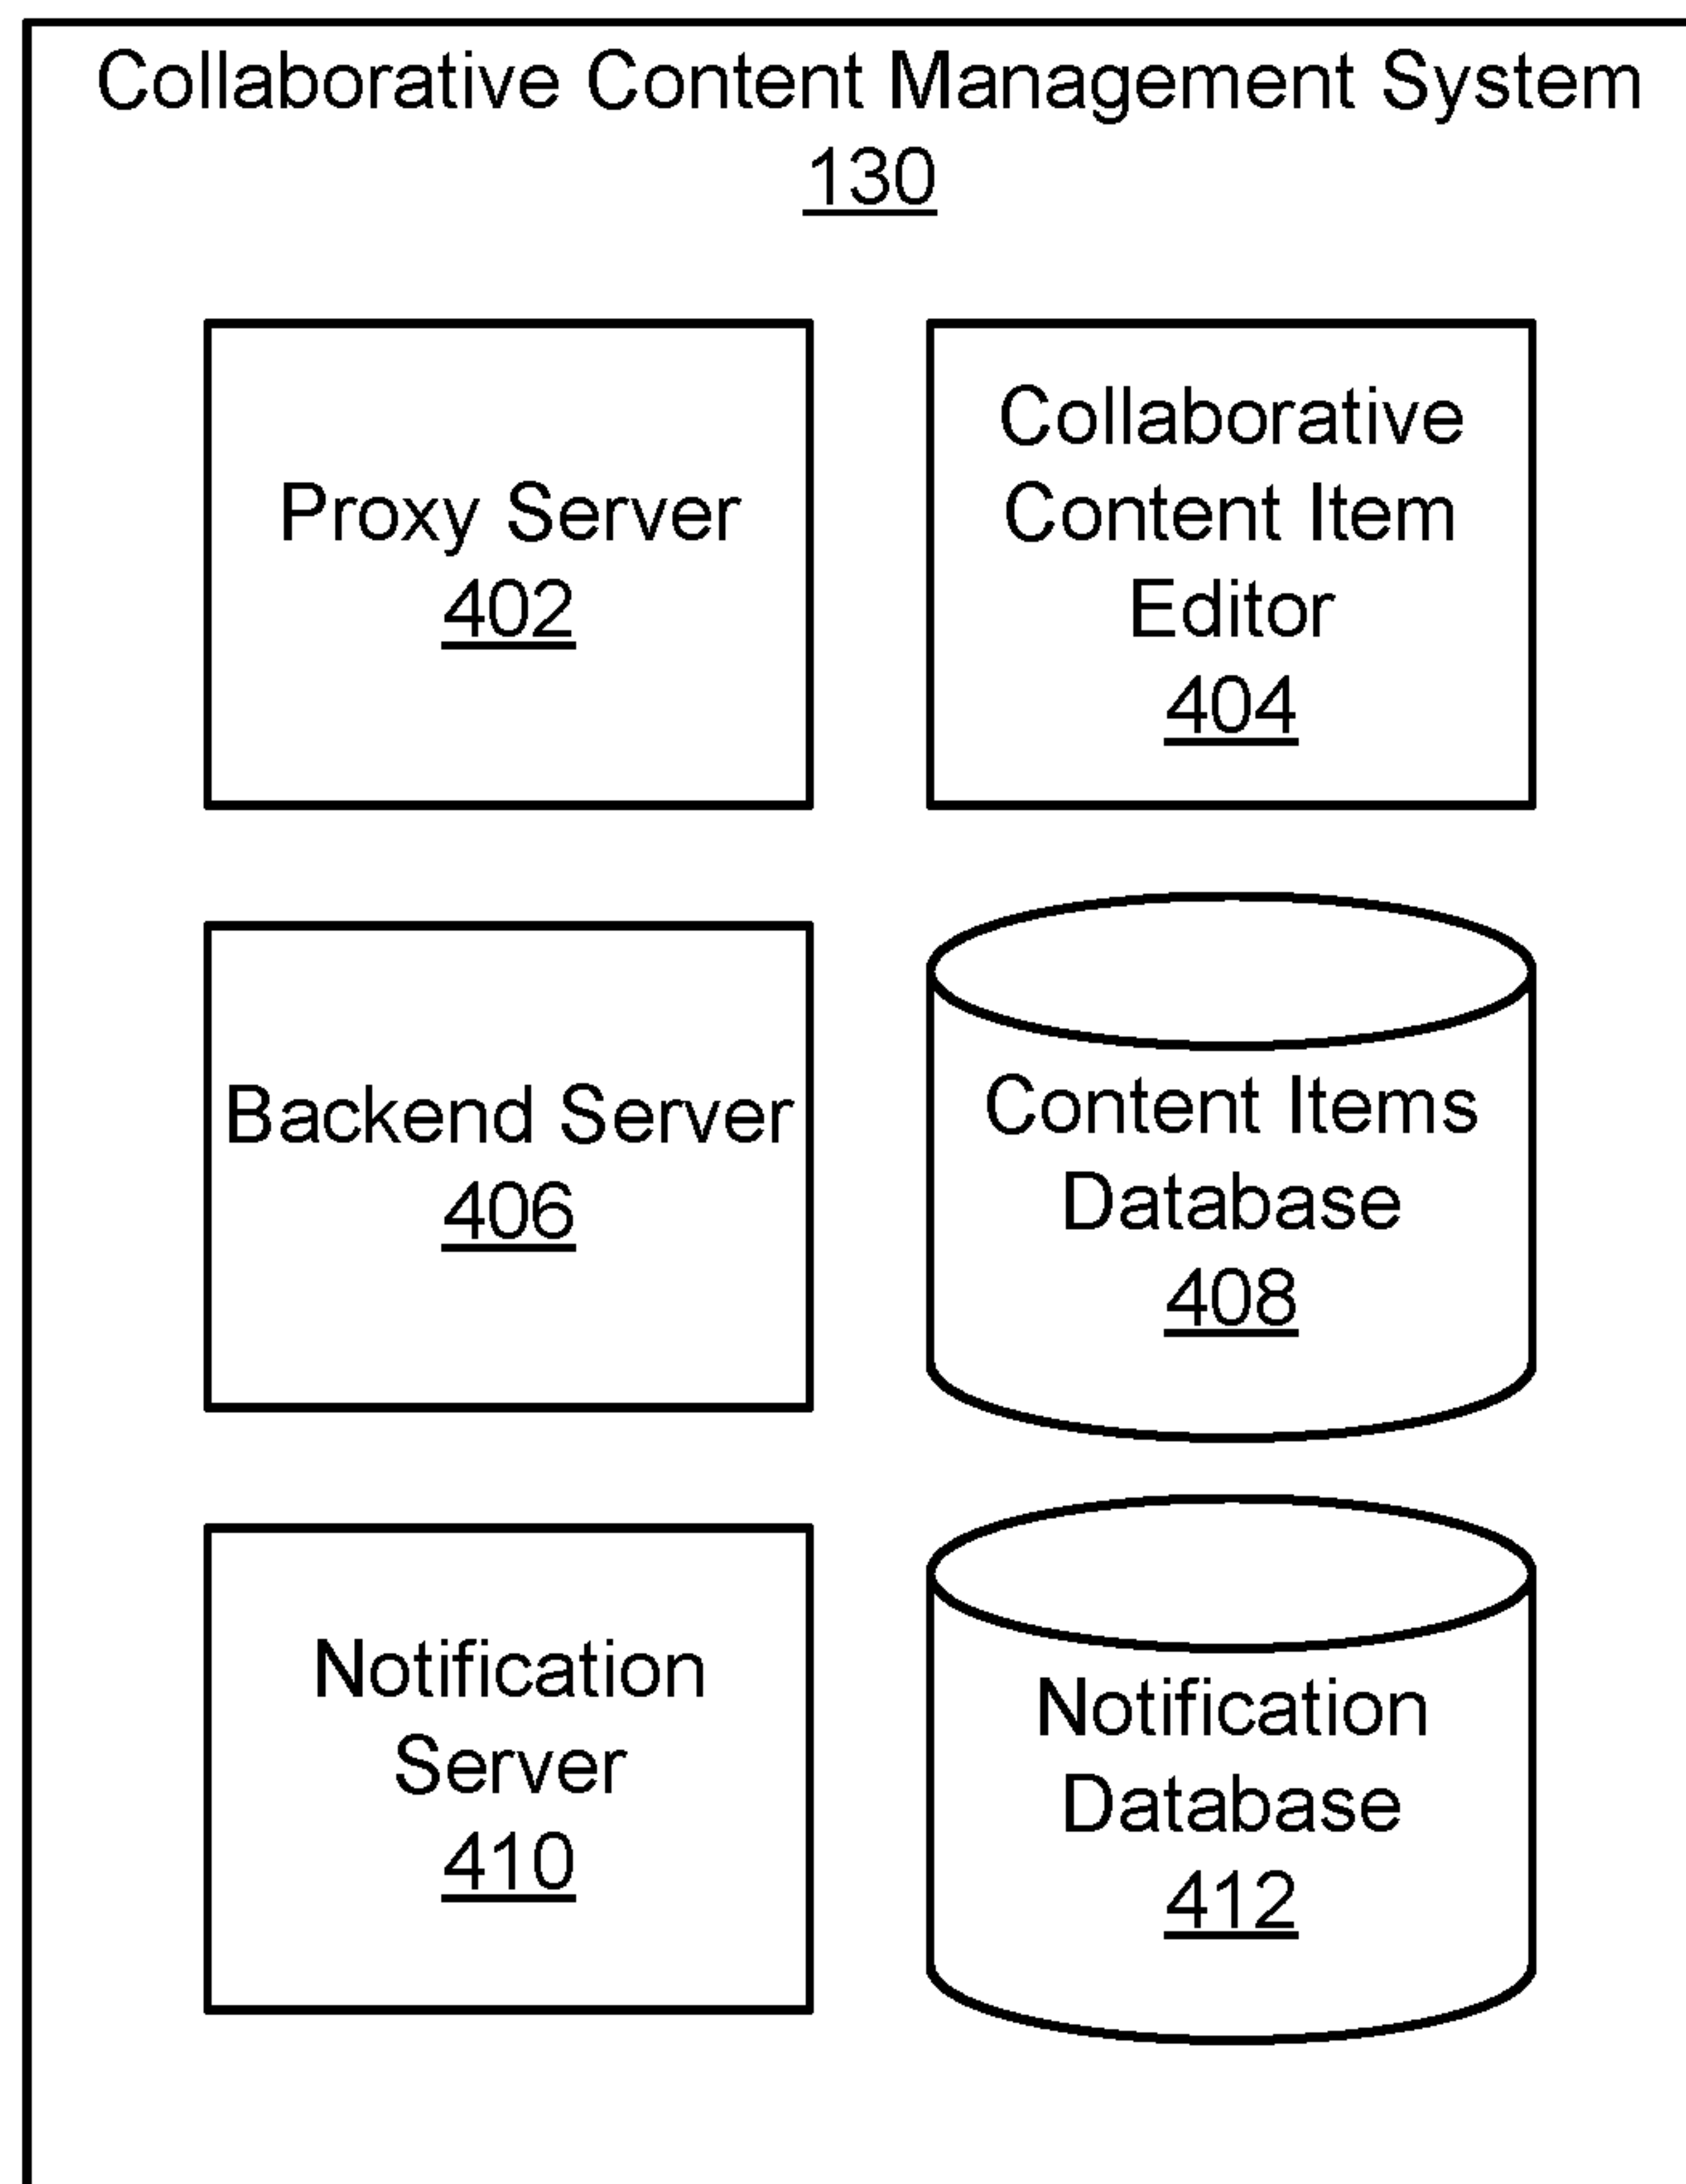 Collaborative Content Management System
130
Proxy Server
402
Collaborative
Content Item
Editor
404
Backend Server
406
Content Items
Database
408
Notification
Server
410
Notification
Database
412